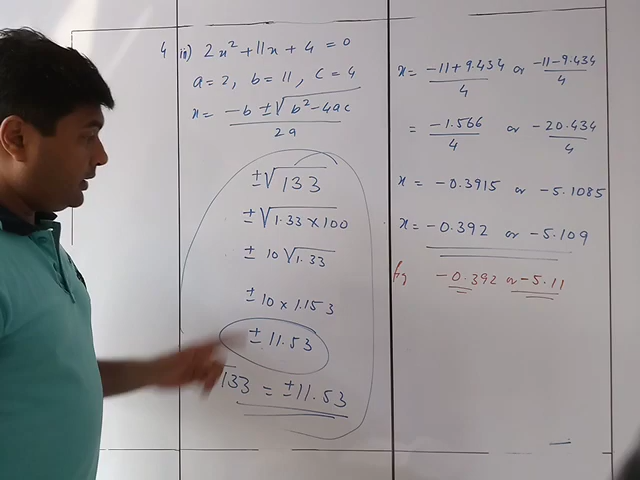 4 ii) 2x² + 11x + 4 = 0
a = 2, b = 11, c = 4
x = -b ± √b² - 4ac / 2a
± √133
± √1.33 × 100
± 10 √1.33
± 10 × 1.153
± 11.53
133 = ± 11.53
x = -11 + 9.434 / 4 or -11 - 9.434 / 4
= -1.566 / 4 or -20.434 / 4
x = -0.3915 or -5.1085
x = -0.392 or -5.109
-0.392 or -5.11